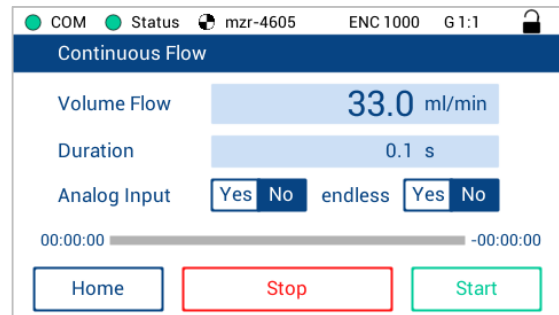 COM Status mzr-4605 ENC 1000 G 1:1
Continuous Flow
Volume Flow 33.0 ml/min
Duration 0.1 s
Analog Input Yes No endless Yes No
00:00:00 -00:00:00
Home Stop Start